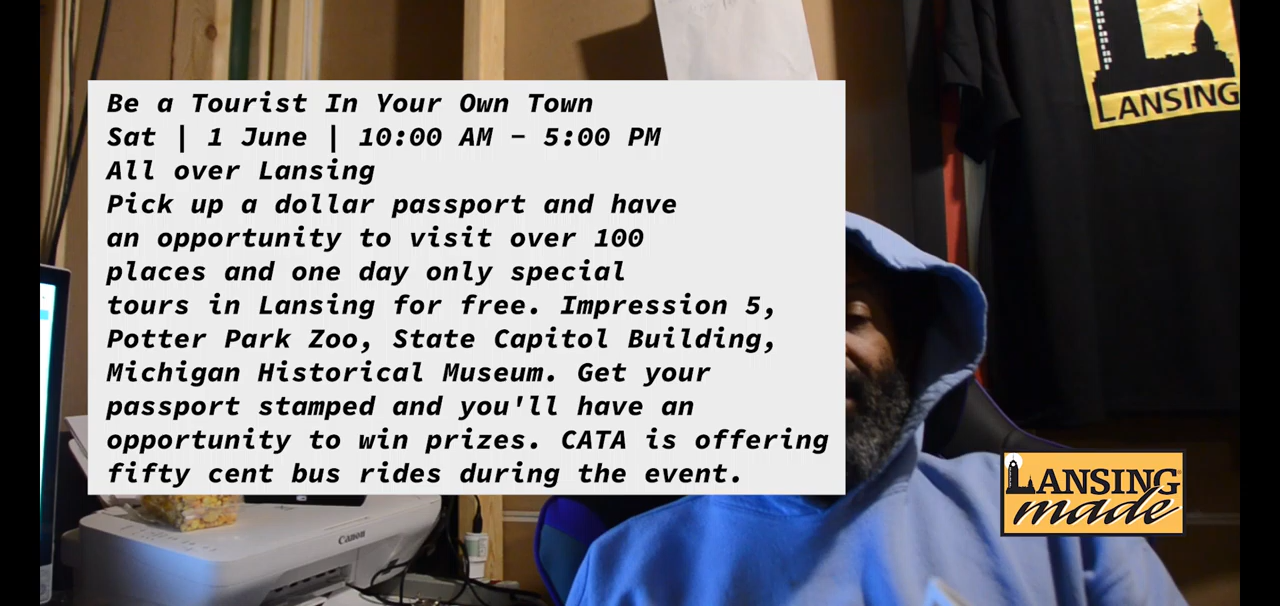 Be a Tourist In Your Own Town
Sat | 1 June | 10:00 AM - 5:00 PM
All over Lansing
Pick up a dollar passport and have
an opportunity to visit over 100
places and one day only special
tours in Lansing for free. Impression 5,
Potter Park Zoo, State Capitol Building,
Michigan Historical Museum. Get your
passport stamped and you'll have an
opportunity to win prizes. CATA is offering
fifty cent bus rides during the event.
LANSING
Canon
LANSING
made